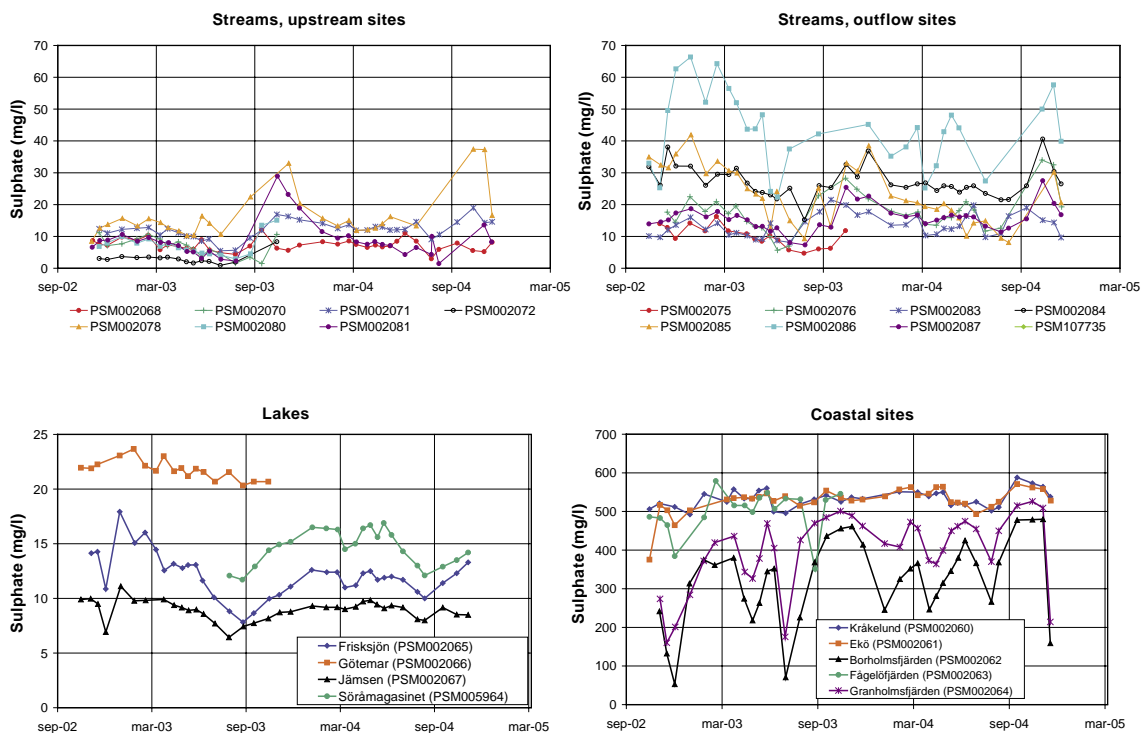 Streams, upstream sites
Sulphate (mg/l)
70
60
50
40
30
20
10
0
sep-02 mar-03 sep-03 mar-04 sep-04 mar-05
PSM002068 PSM002070 PSM002071 PSM002072
PSM002078 PSM002080 PSM002081
Streams, outflow sites
Sulphate (mg/l)
70
60
50
40
30
20
10
0
sep-02 mar-03 sep-03 mar-04 sep-04 mar-05
PSM002075 PSM002076 PSM002083 PSM002084
PSM002085 PSM002086 PSM002087 PSM107735
Lakes
Sulphate (mg/l)
25
20
15
10
5
0
Frisksjön (PSM002065)
Götemar (PSM002066)
Jämsen (PSM002067)
Söråmagasinet (PSM005964)
sep-02 mar-03 sep-03 mar-04 sep-04 mar-05
Coastal sites
Sulphate (mg/l)
700
600
500
400
300
200
100
0
Kråkelund (PSM002060)
Ekö (PSM002061)
Borholmsfjärden (PSM002062
Fågelöfjärden (PSM002063)
Granholmsfjärden (PSM002064)
sep-02 mar-03 sep-03 mar-04 sep-04 mar-05